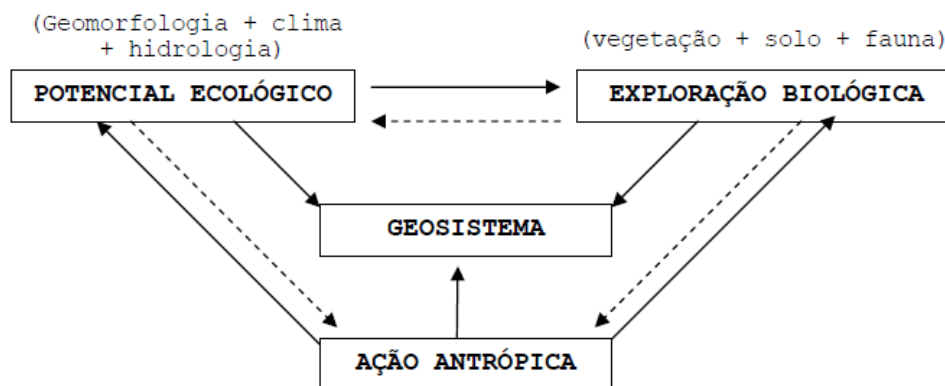 (Geomorfologia + clima
+ hidrologia)
(vegetação + solo + fauna)
POTENCIAL ECOLÓGICO
EXPLORAÇÃO BIOLÓGICA
GEOSISTEMA
AÇÃO ANTRÓPICA